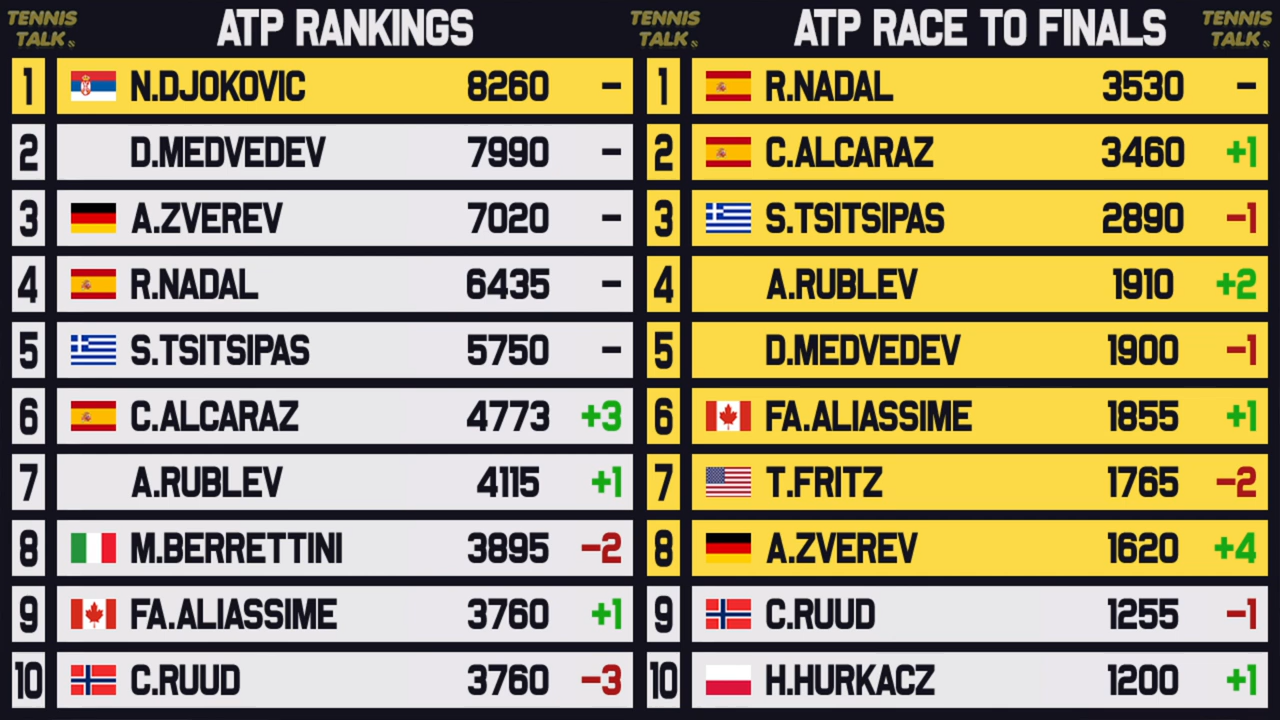 TENNIS TALK
ATP RANKINGS
1 N.DJOKOVIC 8260 –
2 D.MEDVEDEV 7990 –
3 A.ZVEREV 7020 –
4 R.NADAL 6435 –
5 S.TSITSIPAS 5750 –
6 C.ALCARAZ 4773 +3
7 A.RUBLEV 4115 +1
8 M.BERRETTINI 3895 –2
9 FA.ALIASSIME 3760 +1
10 C.RUUD 3760 –3
TENNIS TALK
ATP RACE TO FINALS
TENNIS TALK
1 R.NADAL 3530 –
2 C.ALCARAZ 3460 +1
3 S.TSITSIPAS 2890 –1
4 A.RUBLEV 1910 +2
5 D.MEDVEDEV 1900 –1
6 FA.ALIASSIME 1855 +1
7 T.FRITZ 1765 –2
8 A.ZVEREV 1620 +4
9 C.RUUD 1255 –1
10 H.HURKACZ 1200 +1